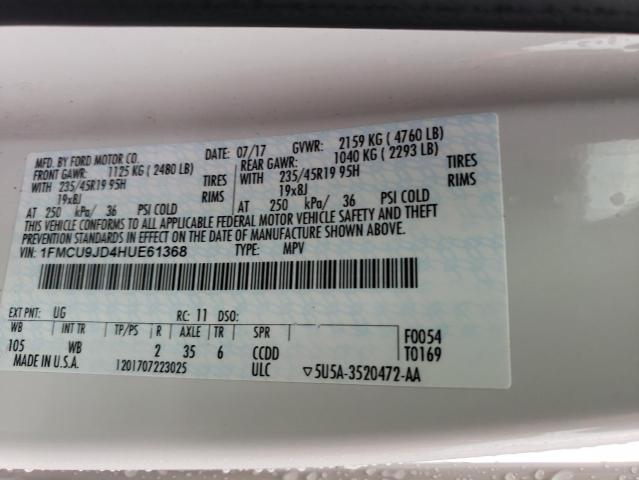 MFD. BY FORD MOTOR CO. DATE: 07/17 GVWR: 2159 KG ( 4760 LB)
FRONT GAWR: 1125 KG ( 2480 LB) REAR GAWR: 1040 KG ( 2293 LB)
WITH 235/45R19 95H TIRES WITH 235/45R19 95H TIRES
19x8J RIMS 19x8J RIMS
AT 250 kPa/ 36 PSI COLD AT 250 kPa/ 36 PSI COLD
THIS VEHICLE CONFORMS TO ALL APPLICABLE FEDERAL MOTOR VEHICLE SAFETY AND THEFT
PREVENTION STANDARDS IN EFFECT ON THE DATE OF MANUFACTURE SHOWN ABOVE.
VIN: 1FMCU9JD4HUE61368 TYPE: MPV
EXT PNT: UG RC: 11 DSO:
WB INT TR TP/PS R AXLE TR SPR F0054
105 WB 2 35 6 CCDD T0169
MADE IN U.S.A. 1201707223025 ULC ▽5U5A-3520472-AA